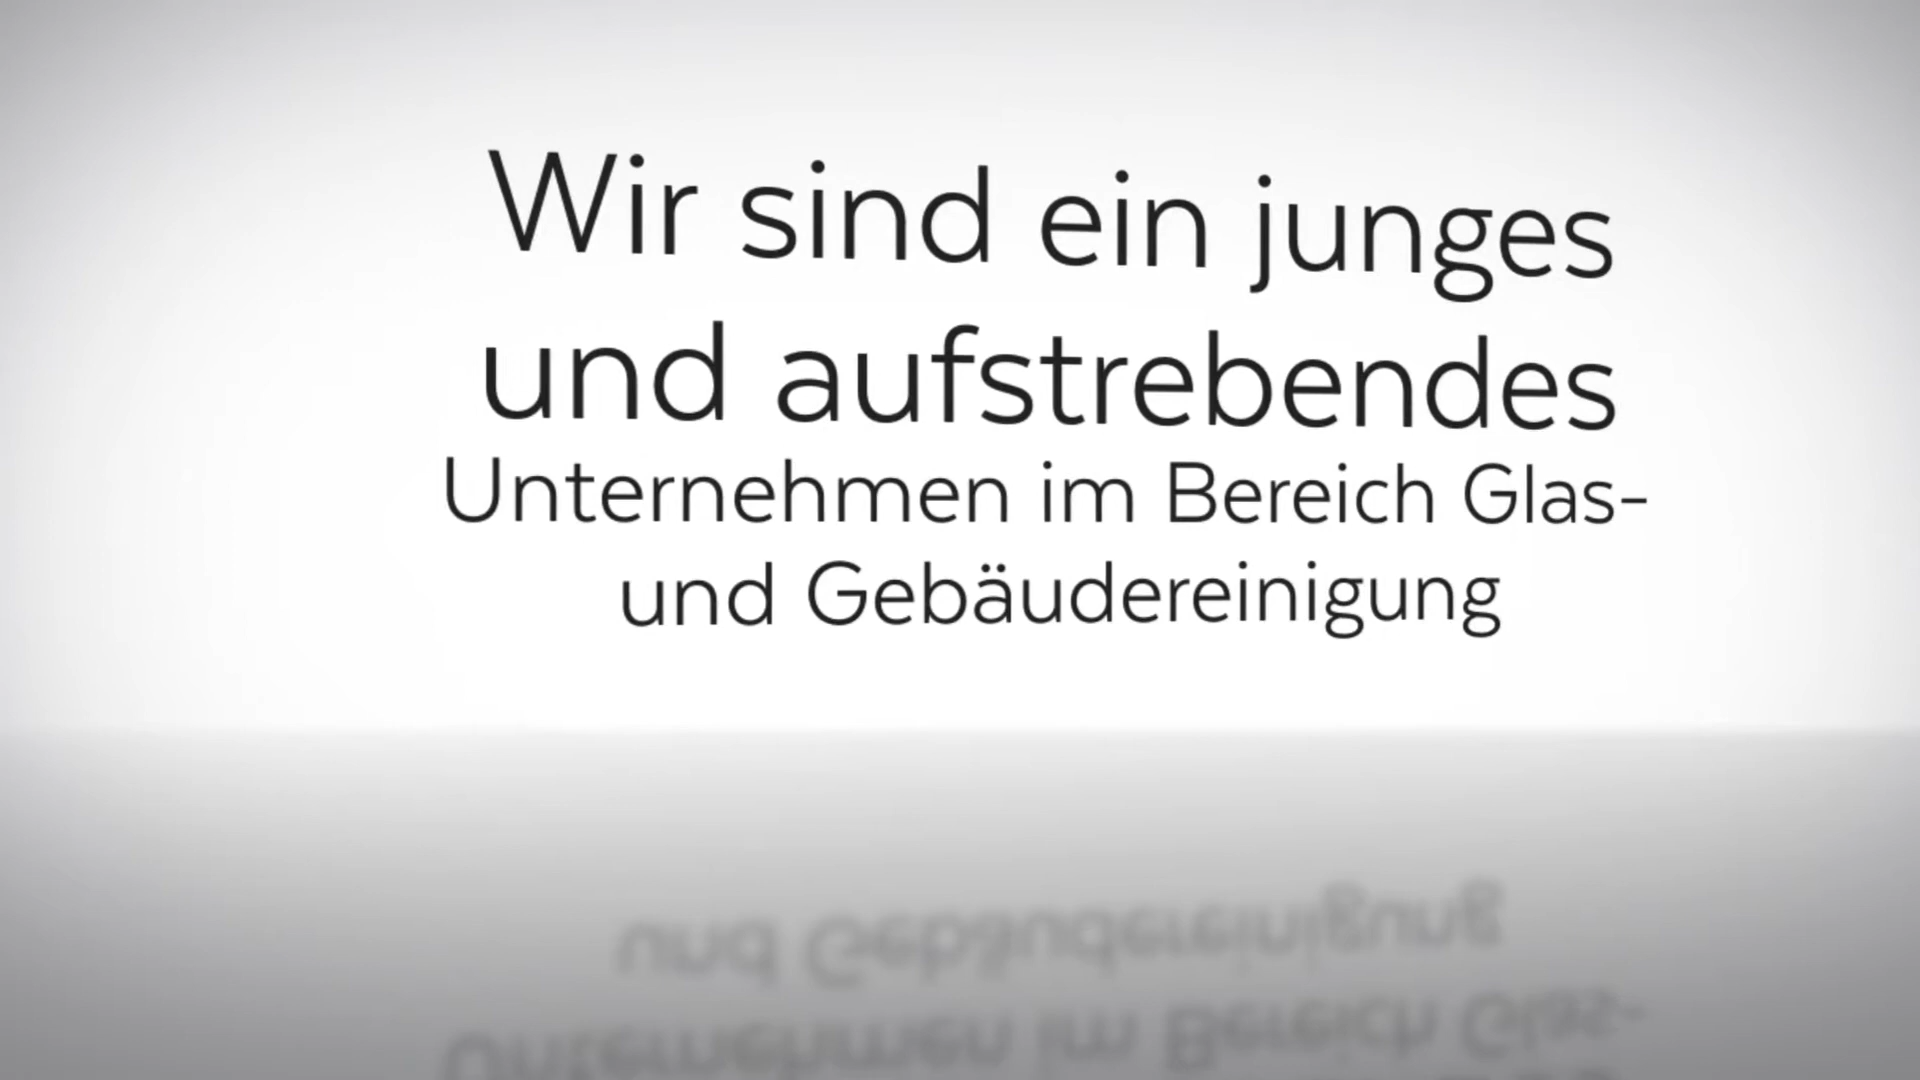 Wir sind ein junges
und aufstrebendes
Unternehmen im Bereich Glas-
und Gebäudereinigung